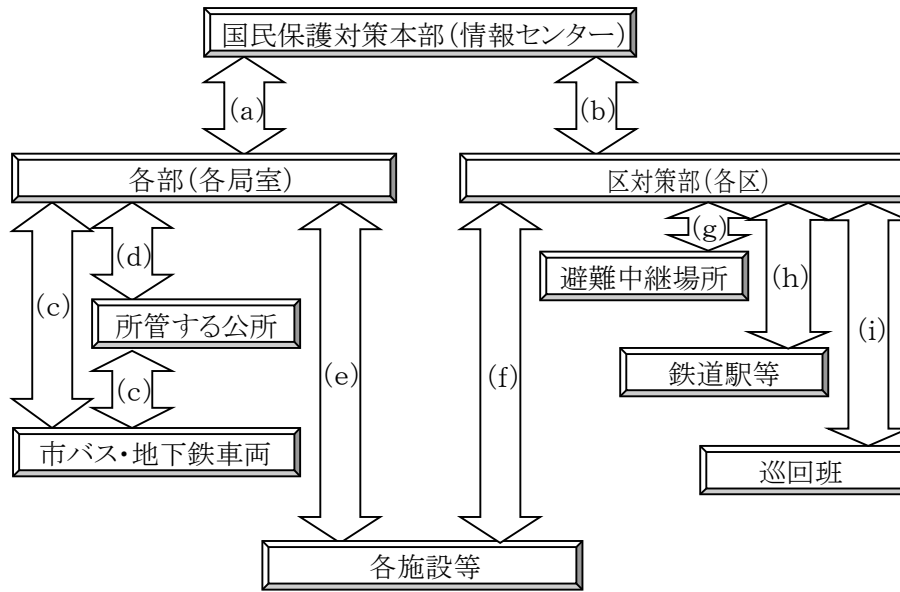 国民保護対策本部(情報センター)
(a)
(b)
各部(各局室)
区対策部(各区)
(g)
(d)
避難中継場所
(h)
(c)
所管する公所
(i)
(e)
(f)
鉄道駅等
(c)
市バス・地下鉄車両
巡回班
各施設等